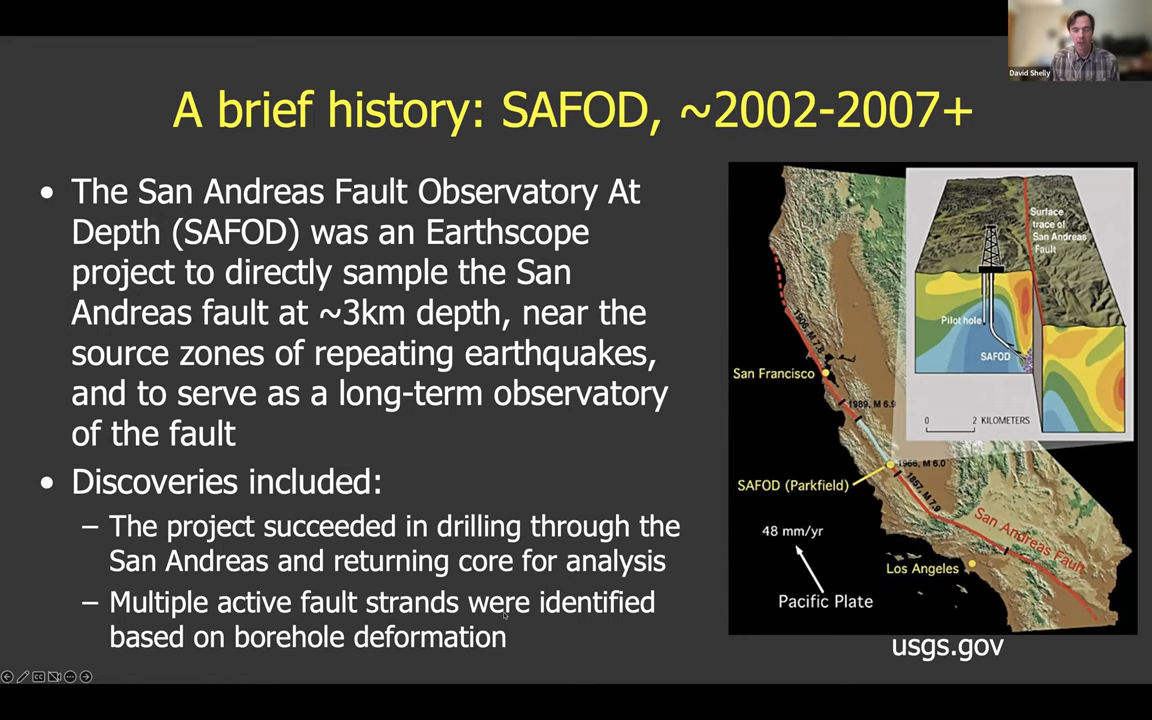 David Shelly
A brief history: SAFOD, ~2002-2007+
• The San Andreas Fault Observatory At
Depth (SAFOD) was an Earthscope
project to directly sample the San
Andreas fault at ~3km depth, near the
source zones of repeating earthquakes,
and to serve as a long-term observatory
of the fault
• Discoveries included:
– The project succeeded in drilling through the
San Andreas and returning core for analysis
– Multiple active fault strands were identified
based on borehole deformation
Surface
trace of
San Andreas
Fault
Pilot hole
SAFOD
0 2 KILOMETERS
1906, M 7.8
San Francisco
1989, M 6.9
1966, M 6.0
SAFOD (Parkfield)
1857, M 7.9
San Andreas Fault
48 mm/yr
Los Angeles
Pacific Plate
usgs.gov
CC